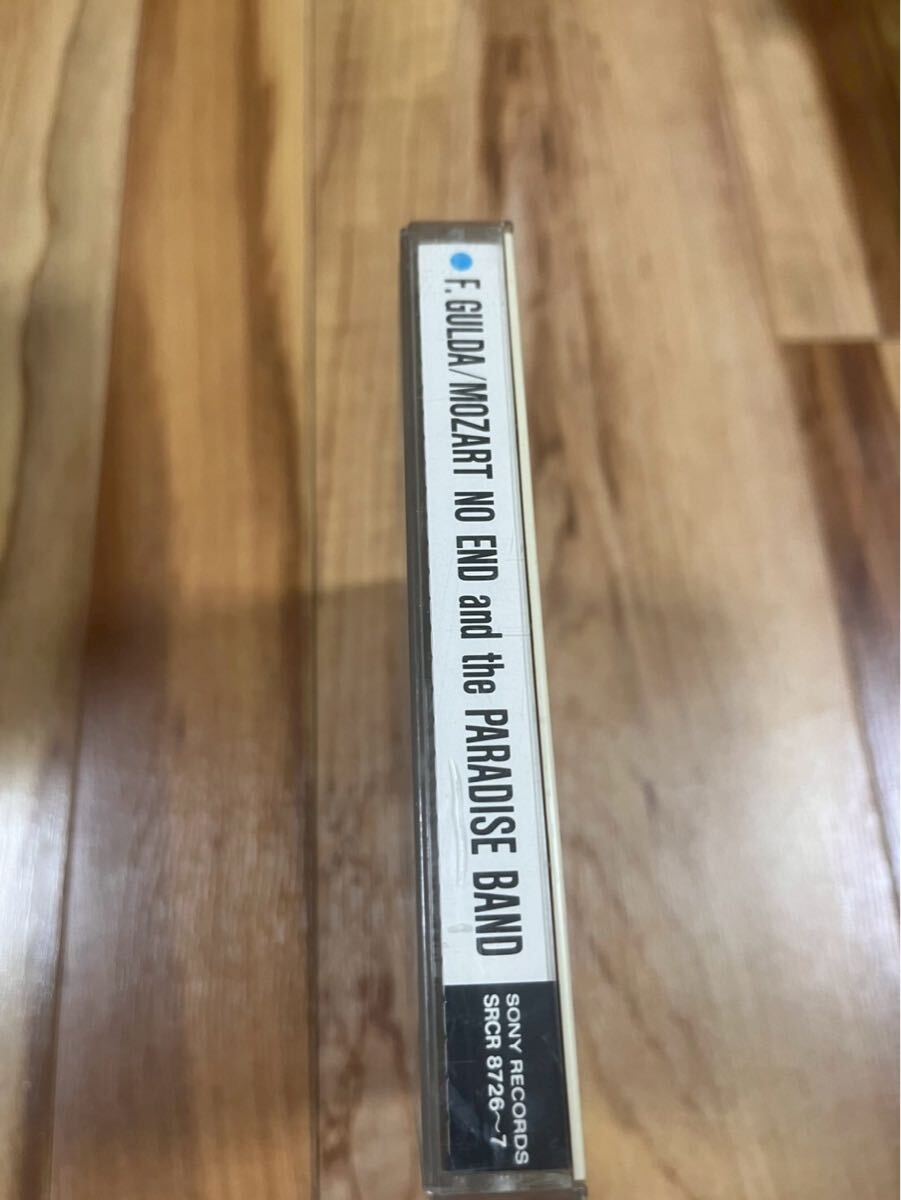 F. GULDA/MOZART NO END and the PARADISE BAND
SONY RECORDS
SRCR 8726〜7